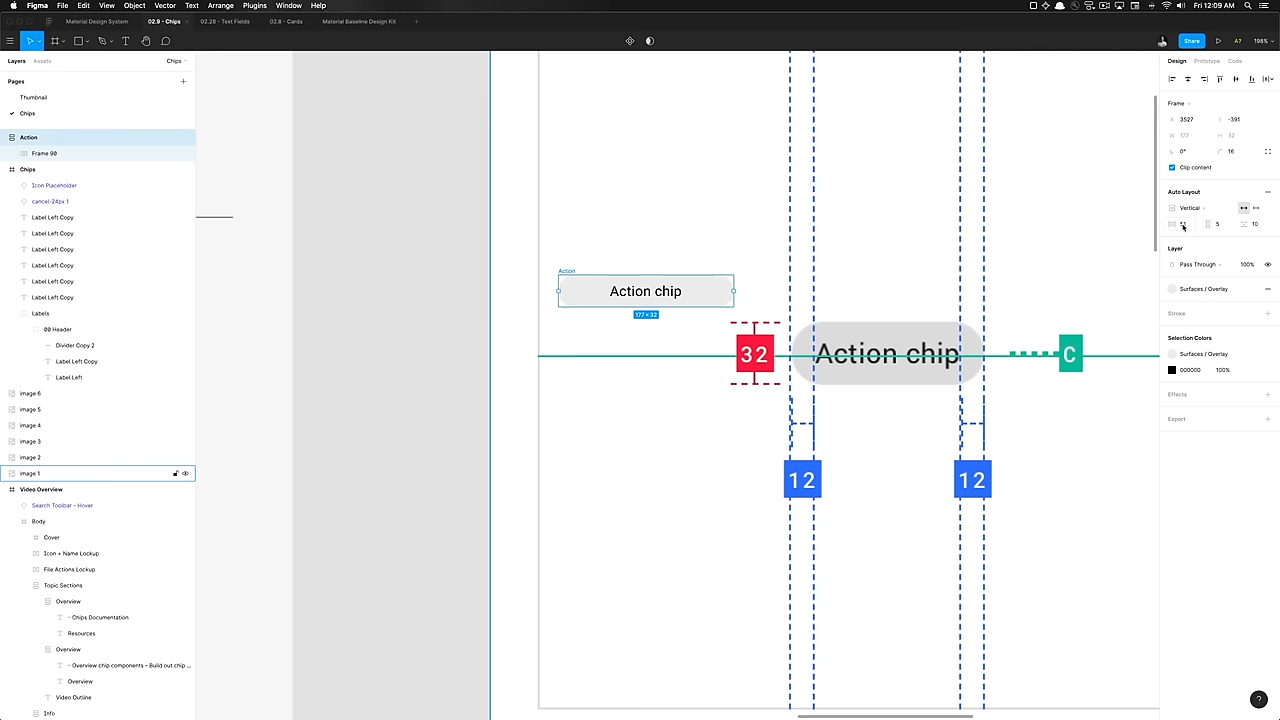 Figma File Edit View Object Vector Text Arrange Plugins Window Help
Fri 12:09 AM
Material Design System 02.9 - Chips 02.28 - Text Fields 02.8 - Cards Material Baseline Design Kit
Share A? 198%
Layers Assets Chips
Pages
Thumbnail
Chips
Action
Frame 90
Chips
Icon Placeholder
cancel-24px 1
Label Left Copy
Label Left Copy
Label Left Copy
Label Left Copy
Label Left Copy
Label Left Copy
Labels
00 Header
Divider Copy 2
Label Left Copy
Label Left
image 6
image 5
image 4
image 3
image 2
image 1
Video Overview
Search Toolbar - Hover
Body
Cover
Icon + Name Lockup
File Actions Lockup
Topic Sections
Overview
- Chips Documentation
Resources
Overview
- Overview chip components - Build out chip ...
Overview
Video Outline
Info
Action
Action chip
177 × 32
32
Action chip
C
12
12
Design Prototype Code
Frame
X 3527 Y -391
W 177 H 32
0° 16
Clip content
Auto Layout
Vertical
5 10
Layer
Pass Through 100%
Surfaces / Overlay
Stroke
Selection Colors
Surfaces / Overlay
000000 100%
Effects
Export
?